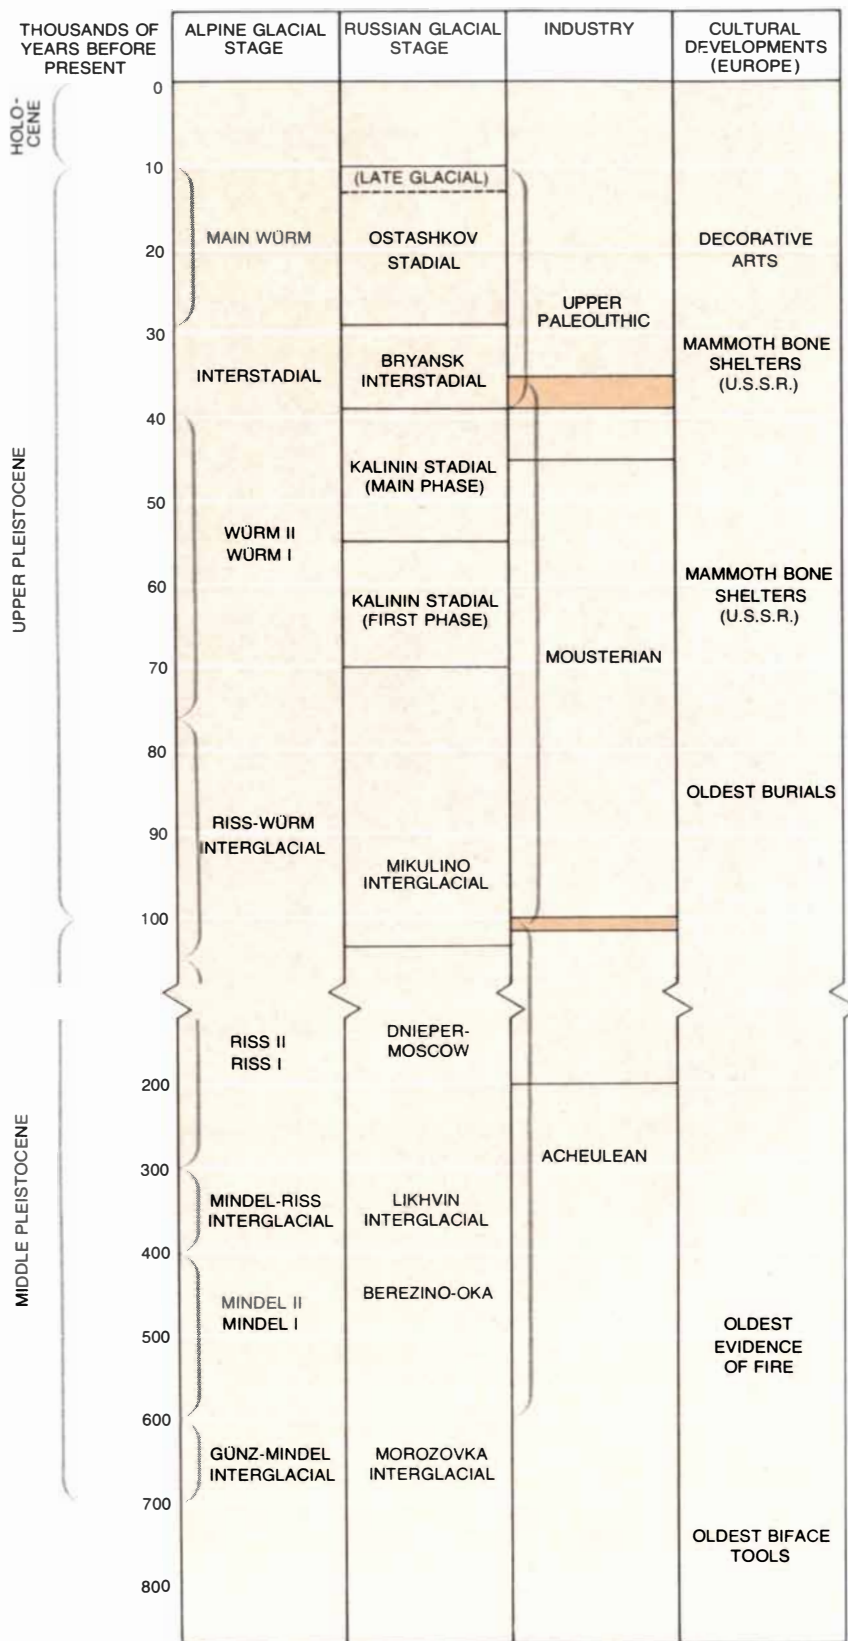 THOUSANDS OF
YEARS BEFORE
PRESENT
ALPINE GLACIAL
STAGE
RUSSIAN GLACIAL
STAGE
INDUSTRY
CULTURAL
DEVELOPMENTS
(EUROPE)
HOLO-
CENE
UPPER PLEISTOCENE
MIDDLE PLEISTOCENE
0
10
20
30
40
50
60
70
80
90
100
200
300
400
500
600
700
800
MAIN WÜRM
INTERSTADIAL
WÜRM II
WÜRM I
RISS-WÜRM
INTERGLACIAL
RISS II
RISS I
MINDEL-RISS
INTERGLACIAL
MINDEL II
MINDEL I
GÜNZ-MINDEL
INTERGLACIAL
(LATE GLACIAL)
OSTASHKOV
STADIAL
BRYANSK
INTERSTADIAL
KALININ STADIAL
(MAIN PHASE)
KALININ STADIAL
(FIRST PHASE)
MIKULINO
INTERGLACIAL
DNIEPER-
MOSCOW
LIKHVIN
INTERGLACIAL
BEREZINO-OKA
MOROZOVKA
INTERGLACIAL
UPPER
PALEOLITHIC
MOUSTERIAN
ACHEULEAN
DECORATIVE
ARTS
MAMMOTH BONE
SHELTERS
(U.S.S.R.)
MAMMOTH BONE
SHELTERS
(U.S.S.R.)
OLDEST BURIALS
OLDEST
EVIDENCE
OF FIRE
OLDEST BIFACE
TOOLS